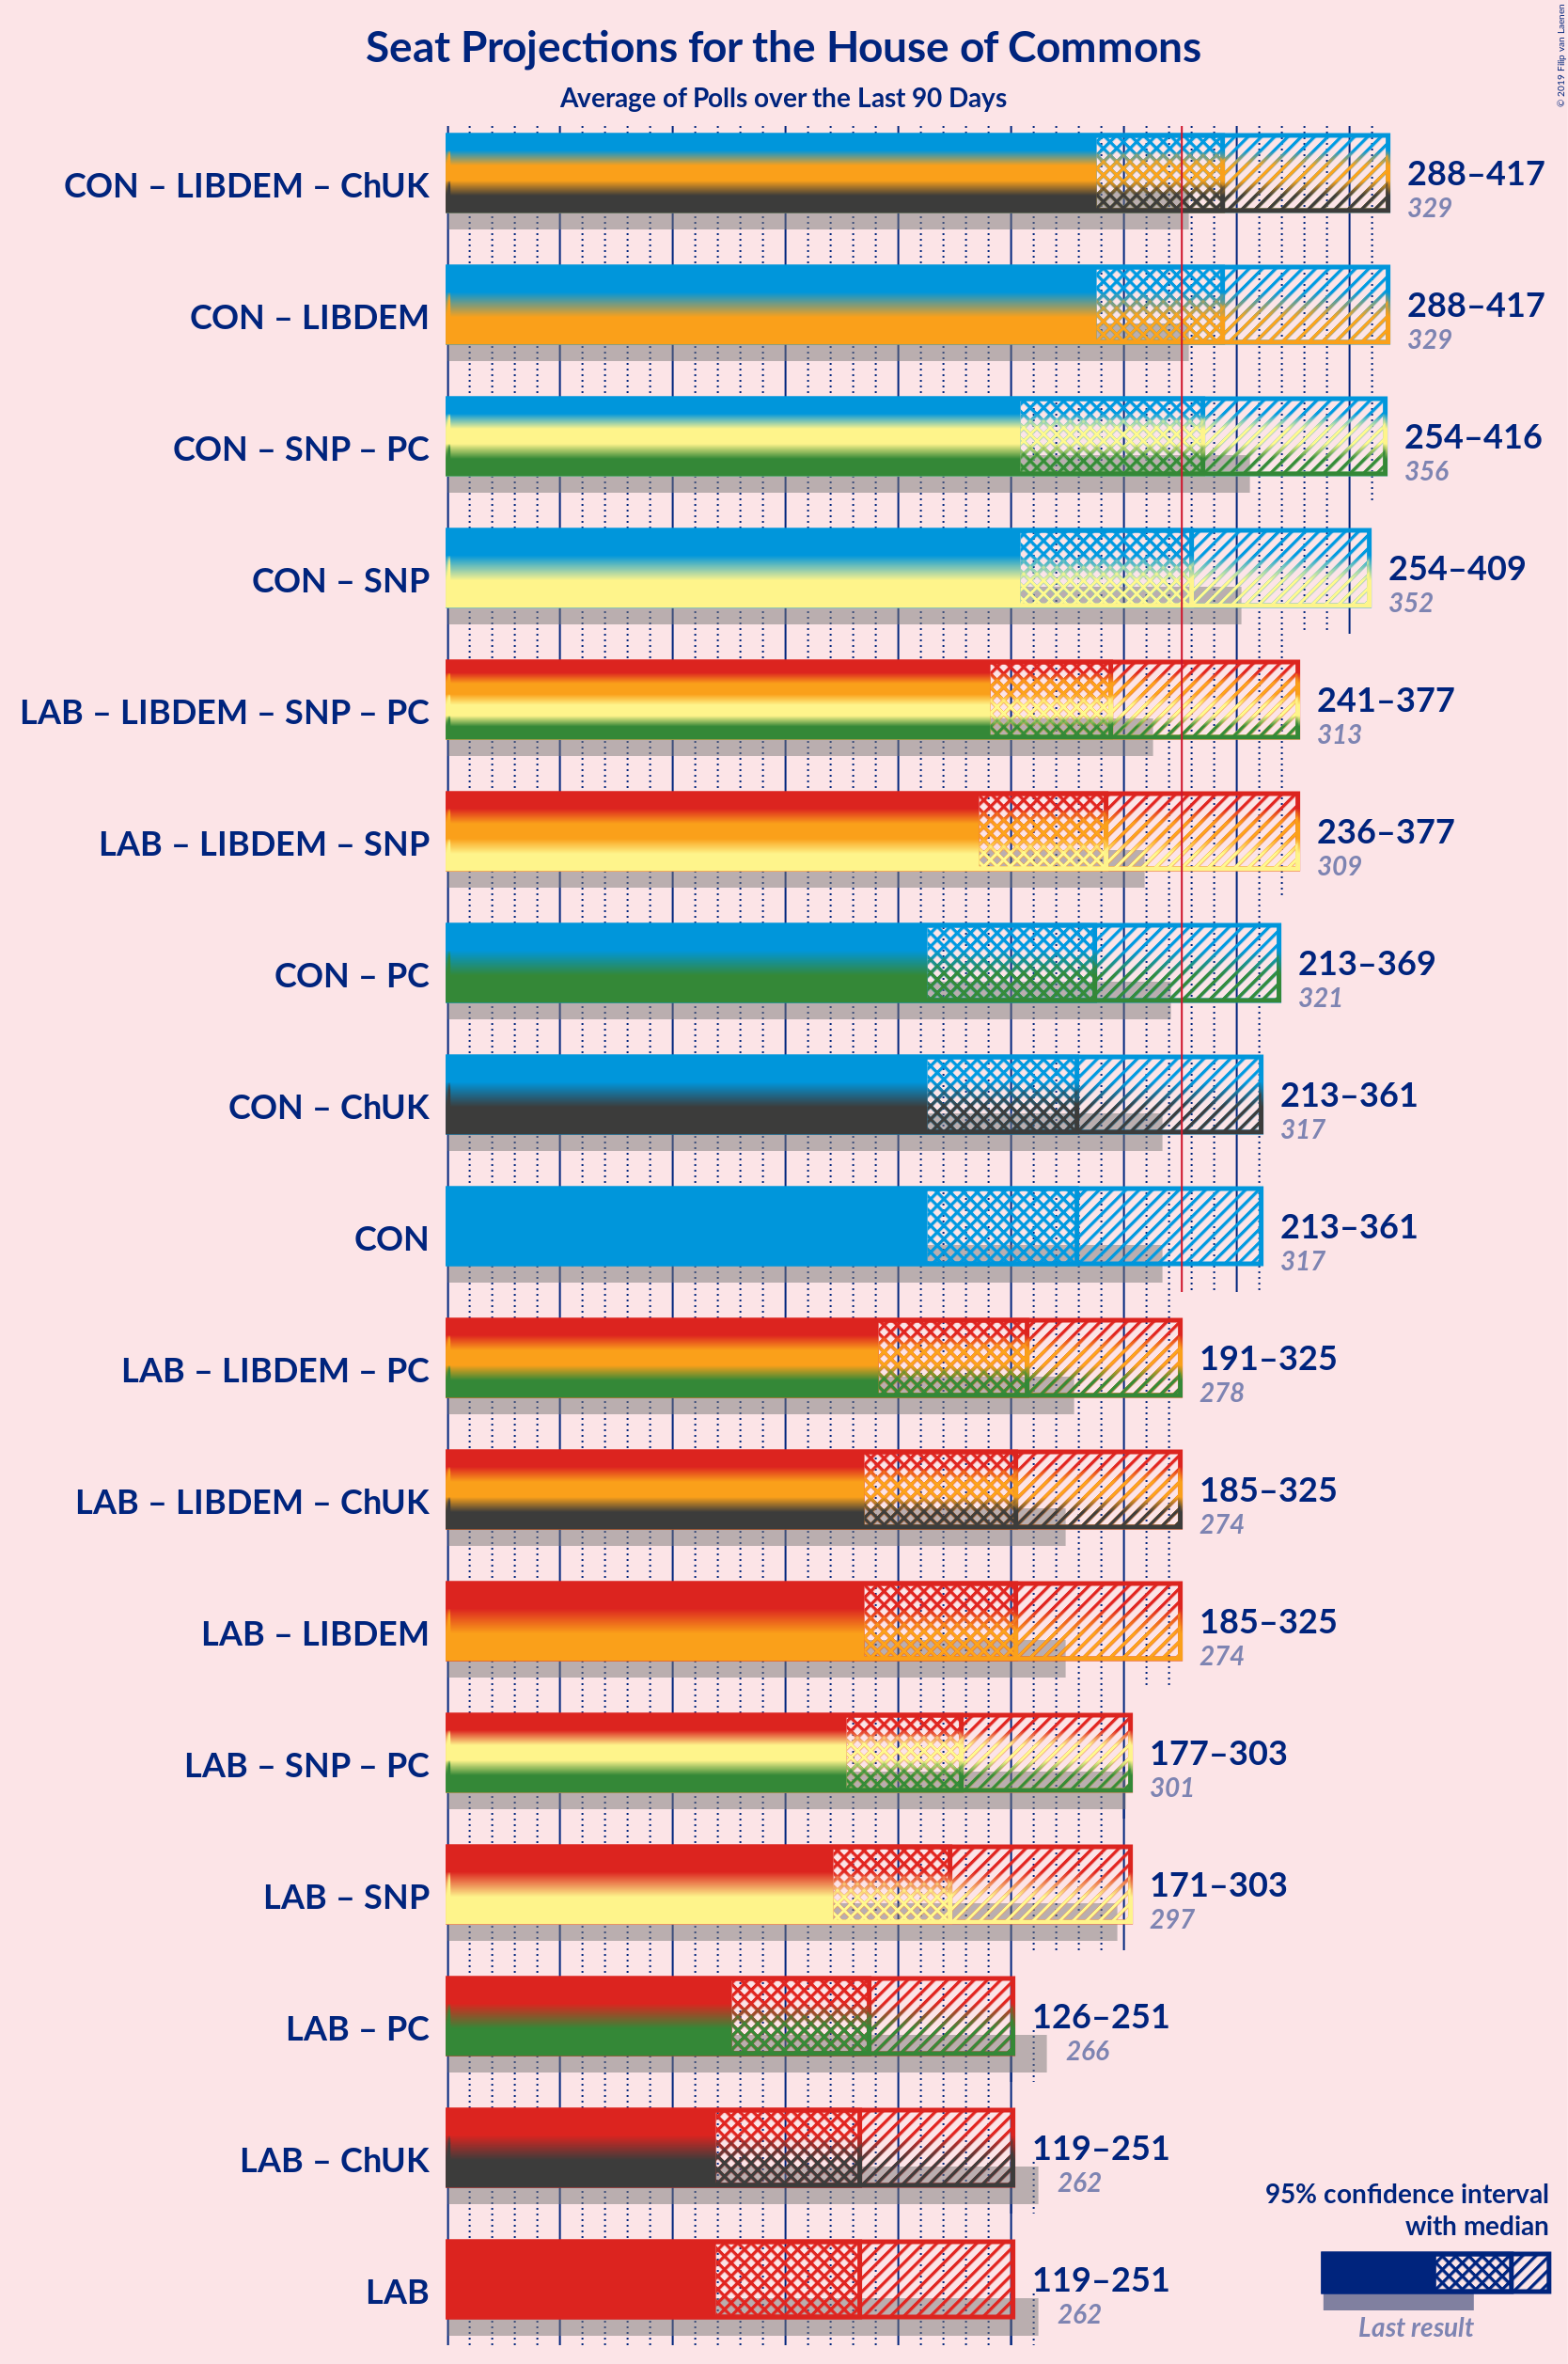 Seat Projections for the House of Commons
Average of Polls over the Last 90 Days
© 2019 Filip van Laenen
CON – LIBDEM – ChUK
288–417
329
CON – LIBDEM
288–417
329
CON – SNP – PC
254–416
356
CON – SNP
254–409
352
LAB – LIBDEM – SNP – PC
241–377
313
LAB – LIBDEM – SNP
236–377
309
CON – PC
213–369
321
CON – ChUK
213–361
317
CON
213–361
317
LAB – LIBDEM – PC
191–325
278
LAB – LIBDEM – ChUK
185–325
274
LAB – LIBDEM
185–325
274
LAB – SNP – PC
177–303
301
LAB – SNP
171–303
297
LAB – PC
126–251
266
LAB – ChUK
119–251
262
LAB
119–251
262
95% confidence interval
with median
Last result